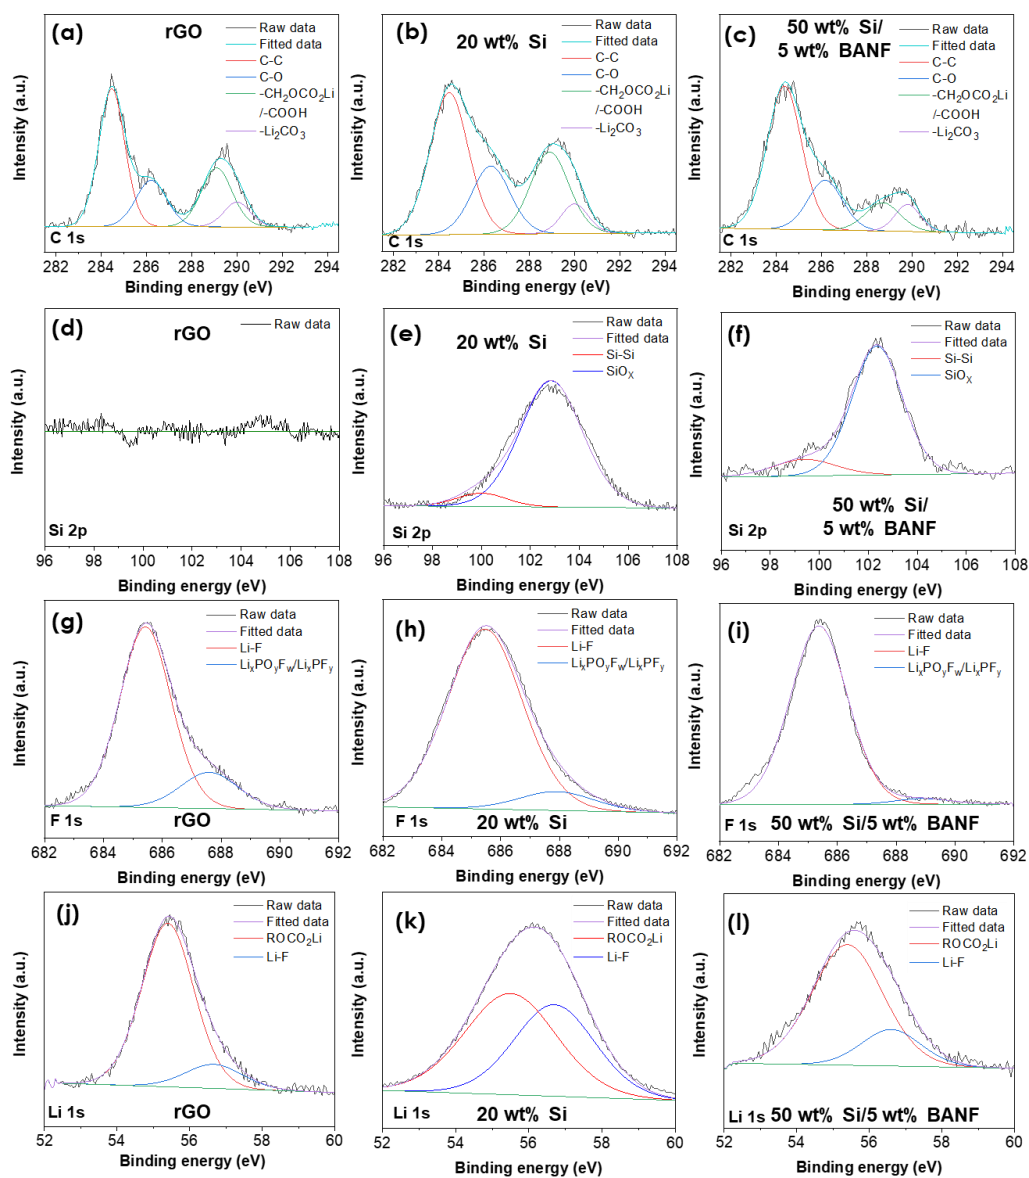 (a)
rGO
Raw data
Fitted data
C-C
C-O
-CH₂OCO₂Li
/-COOH
-Li₂CO₃
C 1s
282 284 286 288 290 292 294
Binding energy (eV)
Intensity (a.u.)
(b)
20 wt% Si
Raw data
Fitted data
C-C
C-O
-CH₂OCO₂Li
/-COOH
-Li₂CO₃
C 1s
282 284 286 288 290 292 294
Binding energy (eV)
Intensity (a.u.)
(c)
50 wt% Si/
5 wt% BANF
Raw data
Fitted data
C-C
C-O
-CH₂OCO₂Li
/-COOH
-Li₂CO₃
C 1s
282 284 286 288 290 292 294
Binding energy (eV)
Intensity (a.u.)
(d)
rGO
Raw data
Si 2p
96 98 100 102 104 106 108
Binding energy (eV)
Intensity (a.u.)
(e)
20 wt% Si
Raw data
Fitted data
Si-Si
SiOₓ
Si 2p
96 98 100 102 104 106 108
Binding energy (eV)
Intensity (a.u.)
(f)
Raw data
Fitted data
Si-Si
SiOₓ
50 wt% Si/
5 wt% BANF
Si 2p
96 98 100 102 104 106 108
Binding energy (eV)
Intensity (a.u.)
(g)
Raw data
Fitted data
Li-F
LiₓPOᵧF_w/LiₓPFᵧ
F 1s
rGO
682 684 686 688 690 692
Binding energy (eV)
Intensity (a.u.)
(h)
Raw data
Fitted data
Li-F
LiₓPOᵧF_w/LiₓPFᵧ
F 1s
20 wt% Si
682 684 686 688 690 692
Binding energy (eV)
Intensity (a.u.)
(i)
Raw data
Fitted data
Li-F
LiₓPOᵧF_w/LiₓPFᵧ
F 1s
50 wt% Si/5 wt% BANF
682 684 686 688 690 692
Binding energy (eV)
Intensity (a.u.)
(j)
Raw data
Fitted data
ROCO₂Li
Li-F
Li 1s
rGO
52 54 56 58 60
Binding energy (eV)
Intensity (a.u.)
(k)
Raw data
Fitted data
ROCO₂Li
Li-F
Li 1s
20 wt% Si
52 54 56 58 60
Binding energy (eV)
Intensity (a.u.)
(l)
Raw data
Fitted data
ROCO₂Li
Li-F
Li 1s
50 wt% Si/5 wt% BANF
52 54 56 58 60
Binding energy (eV)
Intensity (a.u.)